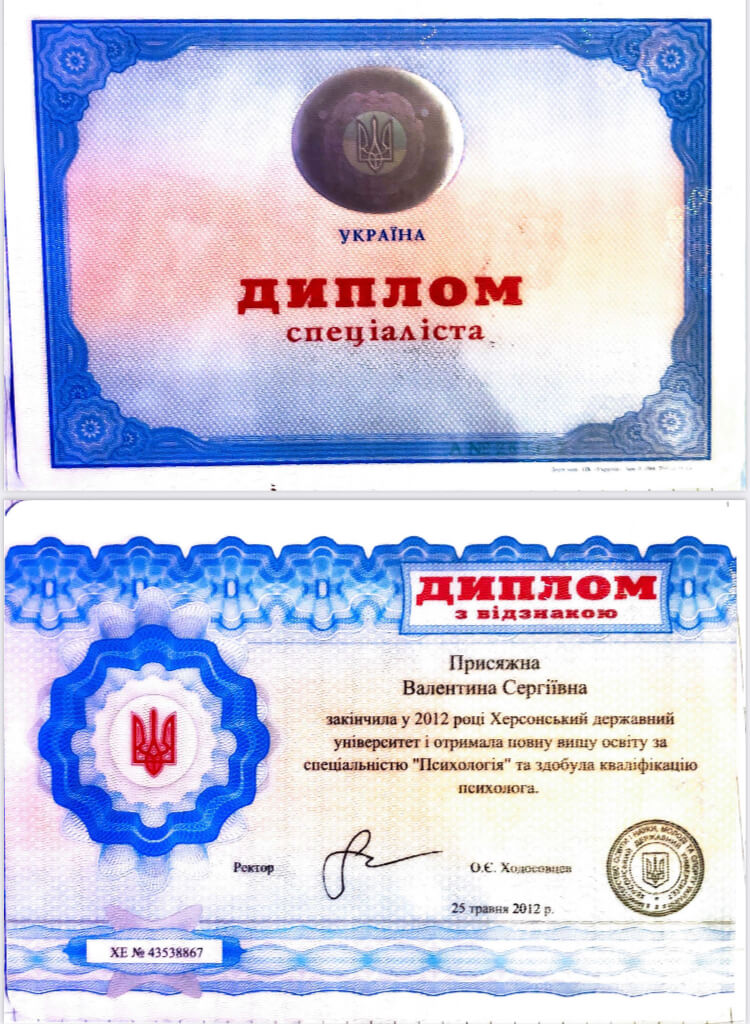 УКРАЇНА
ДИПЛОМ
спеціаліста
ДИПЛОМ
з відзнакою
Присяжна
Валентина Сергіївна
закінчила у 2012 році Херсонський державний
університет і отримала повну вищу освіту за
спеціальністю "Психологія" та здобула кваліфікацію
психолога.
Ректор
О.Є. Ходосовцев
25 травня 2012 р.
ХЕ № 43538867